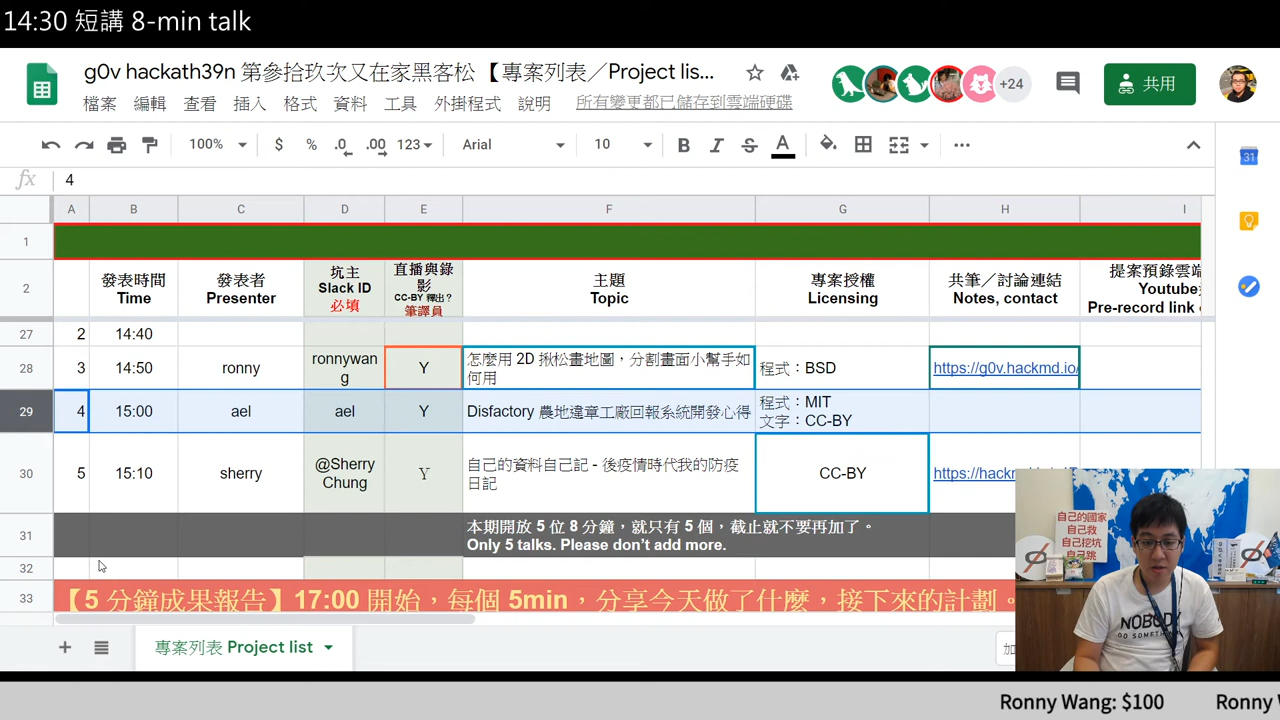 14:30 短講 8-min talk
g0v hackath39n 第參拾玖次又在家黑客松 【專案列表／Project lis...
+24
共用
檔案 編輯 查看 插入 格式 資料 工具 外掛程式 說明 所有變更都已儲存到雲端硬碟
100% $ % .0 .00 123 Arial 10 B I S A
31
fx 4
A B C D E F G H I
1
2
發表時間
Time
發表者
Presenter
坑主
Slack ID
必填
直播與錄
影
CC-BY 釋出?
筆譯員
主題
Topic
專案授權
Licensing
共筆／討論連結
Notes, contact
提案預錄雲端
Youtube
Pre-record link
27 2 14:40
28 3 14:50 ronny
ronnywan
g
Y
怎麼用 2D 揪松畫地圖，分割畫面小幫手如
何用
程式：BSD
https://g0v.hackmd.io/
29 4 15:00 ael ael Y Disfactory 農地違章工廠回報系統開發心得
程式：MIT
文字：CC-BY
30 5 15:10 sherry
@Sherry
Chung
Y
自己的資料自己記 - 後疫情時代我的防疫
日記
CC-BY
31
本期開放 5 位 8 分鐘，就只有 5 個，截止就不要再加了。
Only 5 talks. Please don't add more.
32
33 【5 分鐘成果報告】17:00 開始，每個 5min，分享今天做了什麼，接下來的計劃。
自己的國家
自己救
自己挖坑
自己跳
NOBODY
專案列表 Project list
加
Ronny Wang: $100 Ronny W